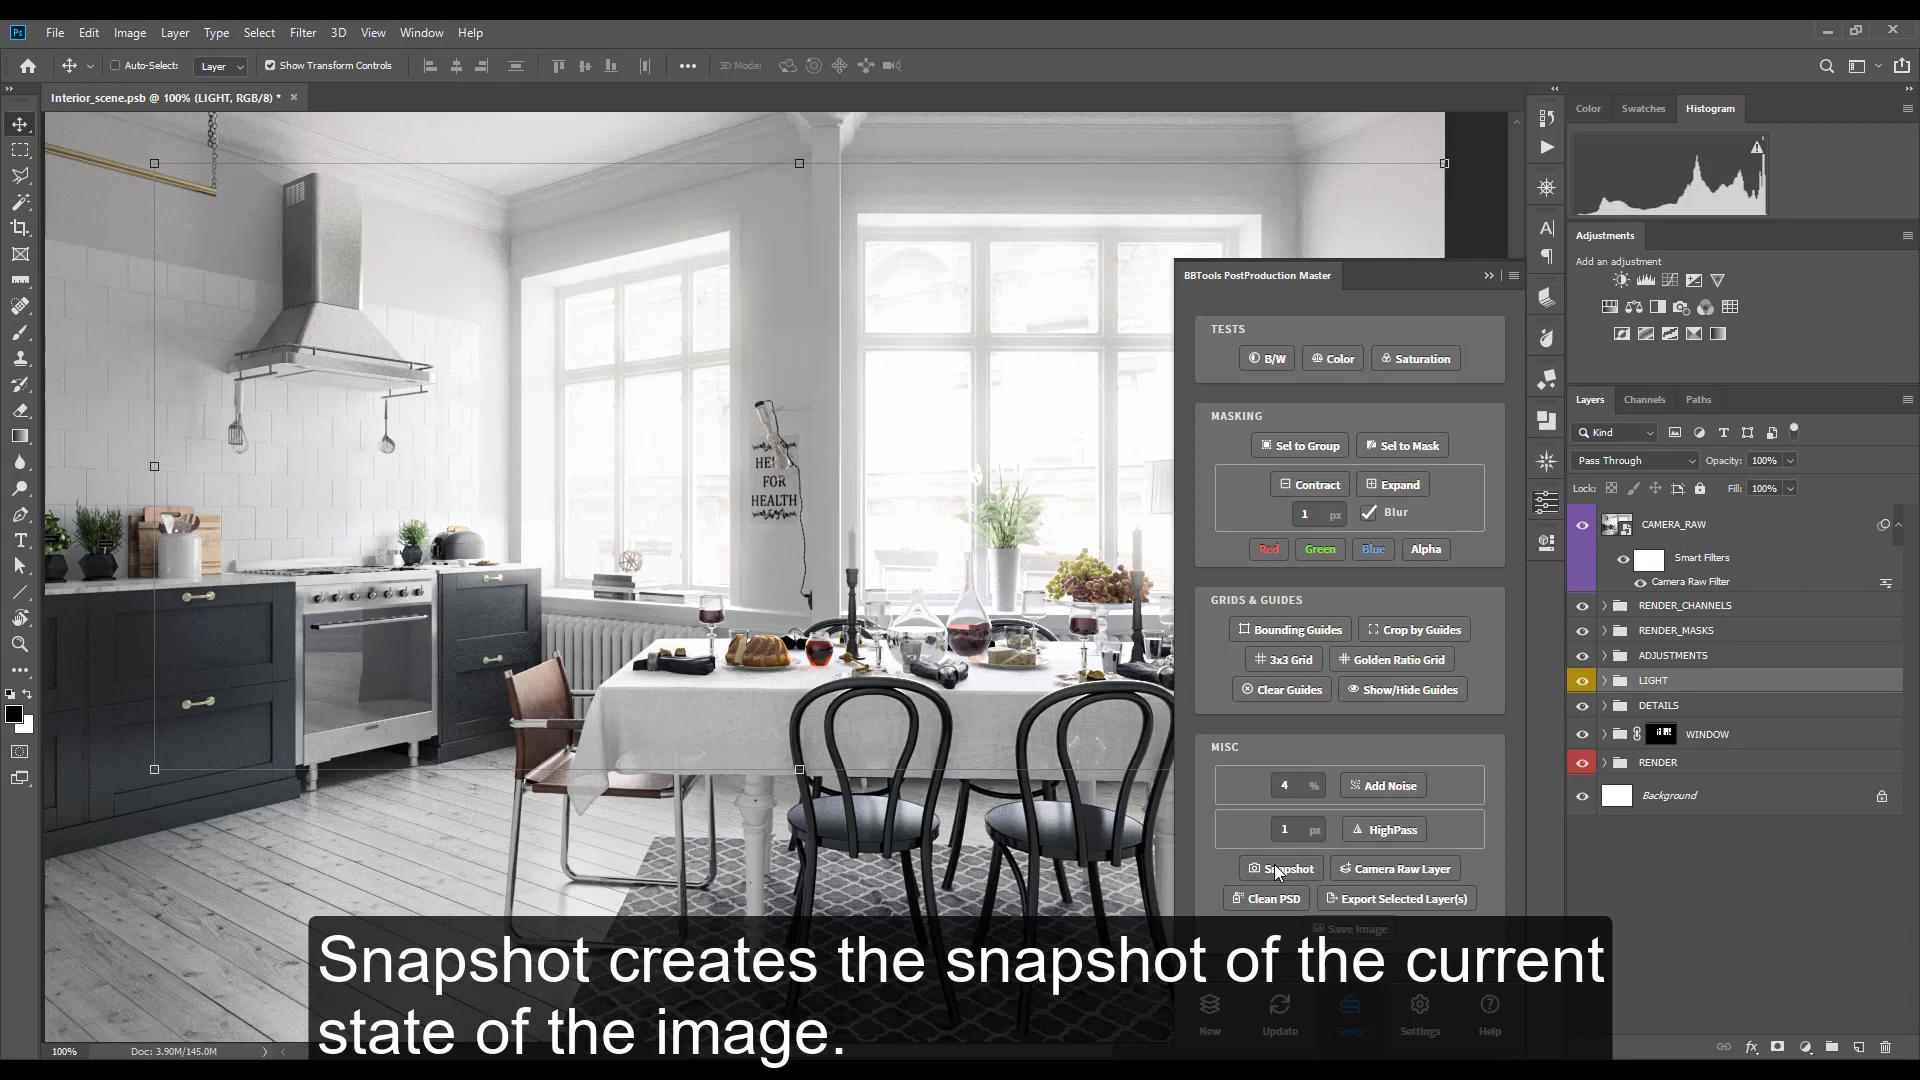 Ps File Edit Image Layer Type Select Filter 3D View Window Help
Auto-Select: Layer Show Transform Controls 3D Mode:
Interior_scene.psb @ 100% (LIGHT, RGB/8) *
Color Swatches Histogram
Adjustments
Add an adjustment
BBTools PostProduction Master
TESTS
B/W Color Saturation
MASKING
Sel to Group Sel to Mask
Contract Expand
1 px Blur
Red Green Blue Alpha
GRIDS & GUIDES
Bounding Guides Crop by Guides
3x3 Grid Golden Ratio Grid
Clear Guides Show/Hide Guides
MISC
4 % Add Noise
1 px HighPass
Snapshot Camera Raw Layer
Clean PSD Export Selected Layer(s)
Save Image
New Update Tools Settings Help
FOR
HEALTH
Layers Channels Paths
Kind
Pass Through Opacity: 100%
Lock: Fill: 100%
CAMERA_RAW
Smart Filters
Camera Raw Filter
RENDER_CHANNELS
RENDER_MASKS
ADJUSTMENTS
LIGHT
DETAILS
WINDOW
RENDER
Background
Snapshot creates the snapshot of the current
state of the image.
100% Doc: 3.90M/145.0M